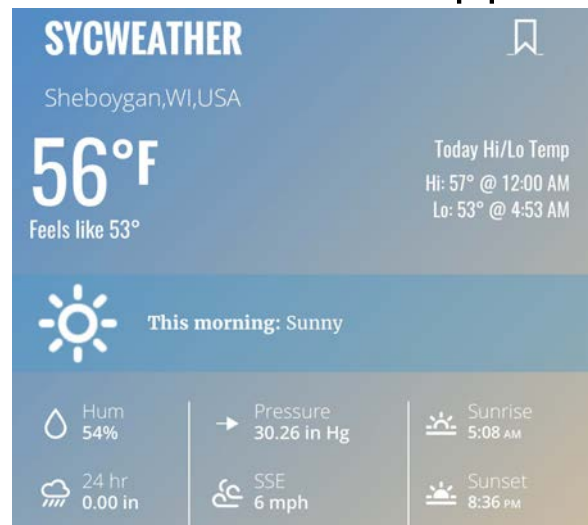 SYCWEATHER
Sheboygan,WI,USA
56°F
Feels like 53°
Today Hi/Lo Temp
Hi: 57° @ 12:00 AM
Lo: 53° @ 4:53 AM
This morning: Sunny
Hum
54%
Pressure
30.26 in Hg
Sunrise
5:08 AM
24 hr
0.00 in
SSE
6 mph
Sunset
8:36 PM